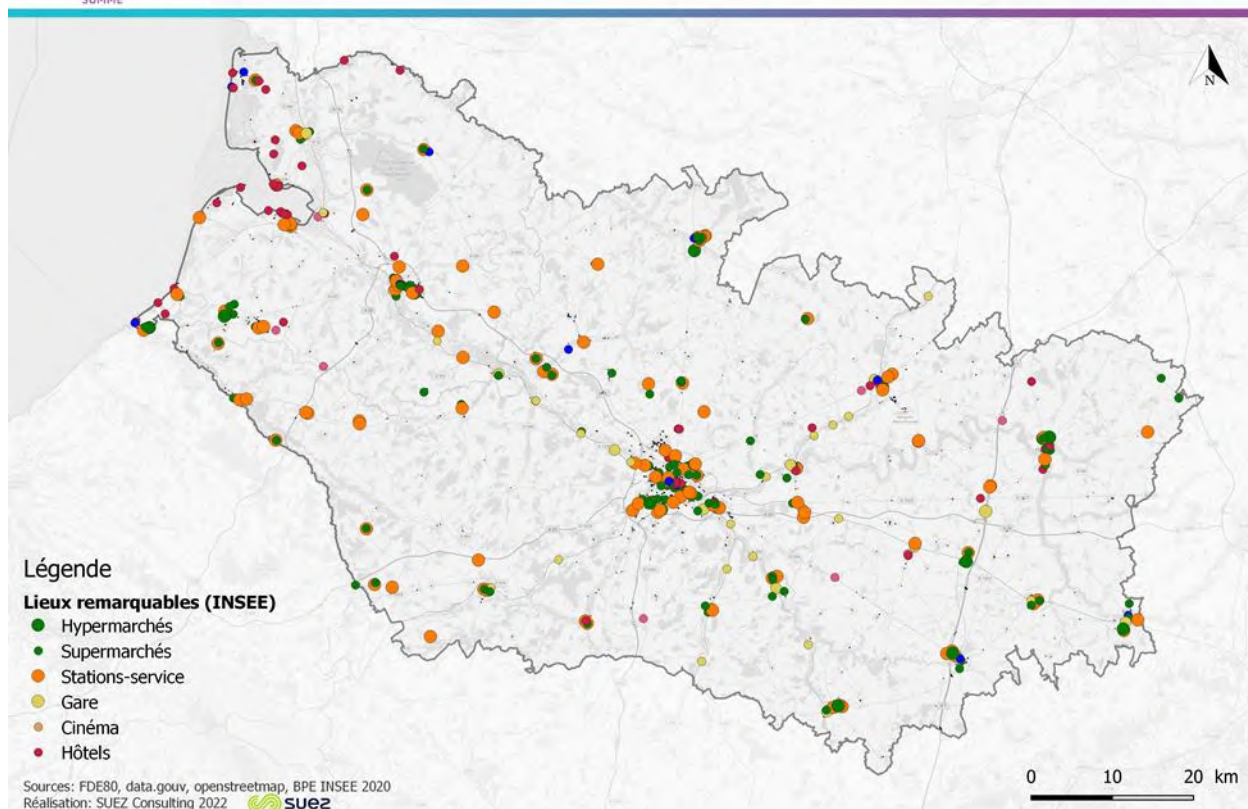 SOMME
N
Légende
Lieux remarquables (INSEE)
Hypermarchés
Supermarchés
Stations-service
Gare
Cinéma
Hôtels
Sources: FDE80, data.gouv, openstreetmap, BPE INSEE 2020
Réalisation: SUEZ Consulting 2022
suez
0 10 20 km